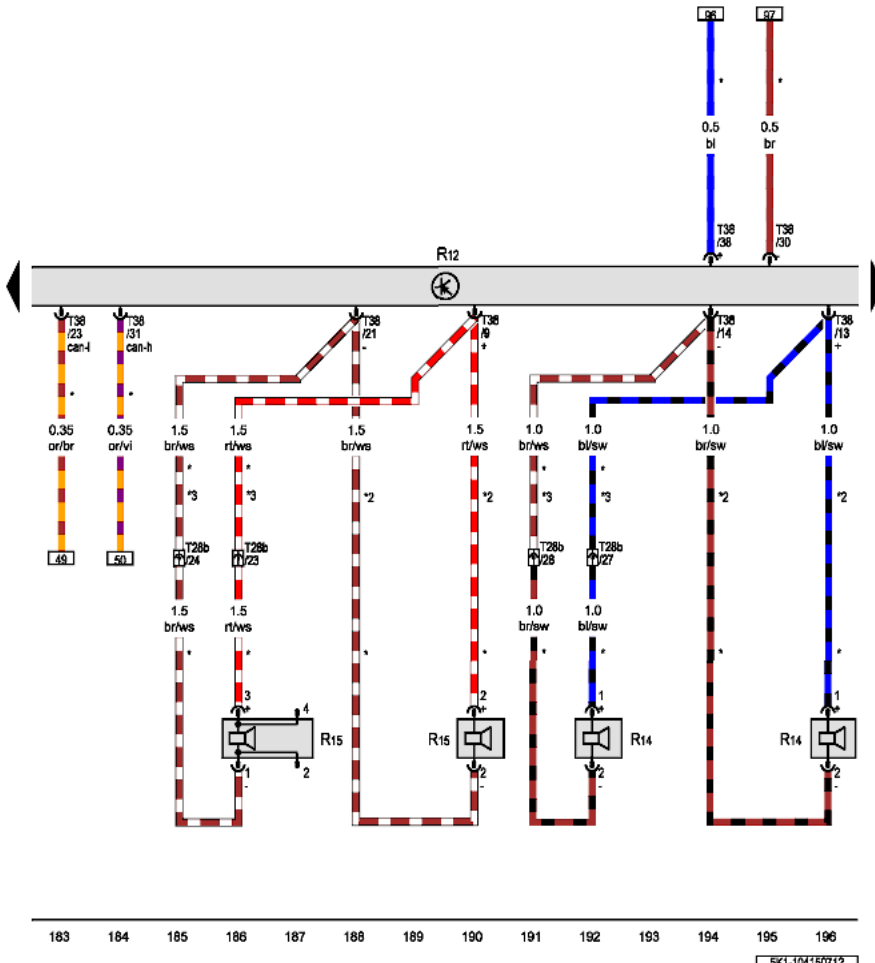 96
97
*
*
0.5
bl
0.5
br
T38
/38
+
T38
/30
-
R12
T38
/23
can-l
T38
/31
can-h
T38
/21
-
T38
/9
+
T38
/14
-
T38
/13
+
*
*
0.35
or/br
0.35
or/vi
1.5
br/ws
1.5
rt/ws
1.5
br/ws
1.5
rt/ws
1.0
br/ws
1.0
bl/sw
1.0
br/sw
1.0
bl/sw
*
*
*
*
*3
*3
*2
*2
*3
*3
*2
*2
49
50
T28b
/24
T28b
/23
T28b
/28
T28b
/27
1.5
br/ws
1.5
rt/ws
1.0
br/sw
1.0
bl/sw
*
*
*
*
*
*
*
*
3
+
4
2
+
1
+
1
+
R15
R15
R14
R14
1
-
2
2
-
2
-
2
-
183
184
185
186
187
188
189
190
191
192
193
194
195
196
5K1-104150712